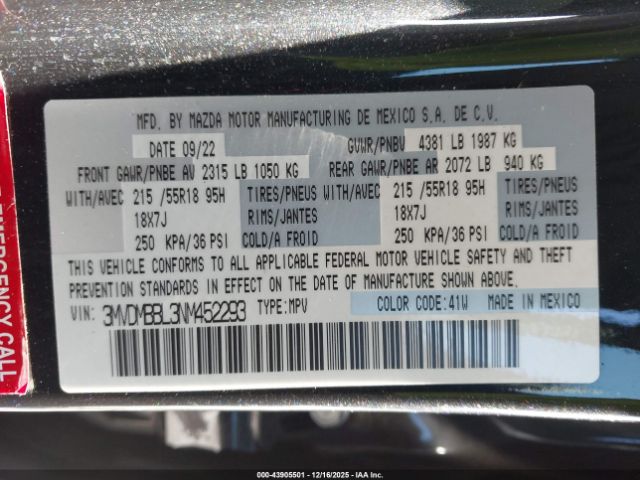 MFD. BY MAZDA MOTOR MANUFACTURING DE MEXICO S.A. DE C.V.
DATE 09/22 GVWR/PNBV 4381 LB 1987 KG
FRONT GAWR/PNBE AV 2315 LB 1050 KG REAR GAWR/PNBE AR 2072 LB 940 KG
WITH/AVEC 215 /55R18 95H TIRES/PNEUS WITH/AVEC 215 /55R18 95H TIRES/PNEUS
18X7J RIMS/JANTES 18X7J RIMS/JANTES
250 KPA/36 PSI COLD/A FROID 250 KPA/36 PSI COLD/A FROID
THIS VEHICLE CONFORMS TO ALL APPLICABLE FEDERAL MOTOR VEHICLE SAFETY AND THEFT
PREVENTION STANDARDS IN EFFECT ON THE DATE OF MANUFACTURE SHOWN ABOVE.
VIN: 3MVDMBBL3NM452293 TYPE:MPV COLOR CODE:41W MADE IN MEXICO
EMERGENCY CALL
000-43905501 - 12/16/2025 - IAA Inc.